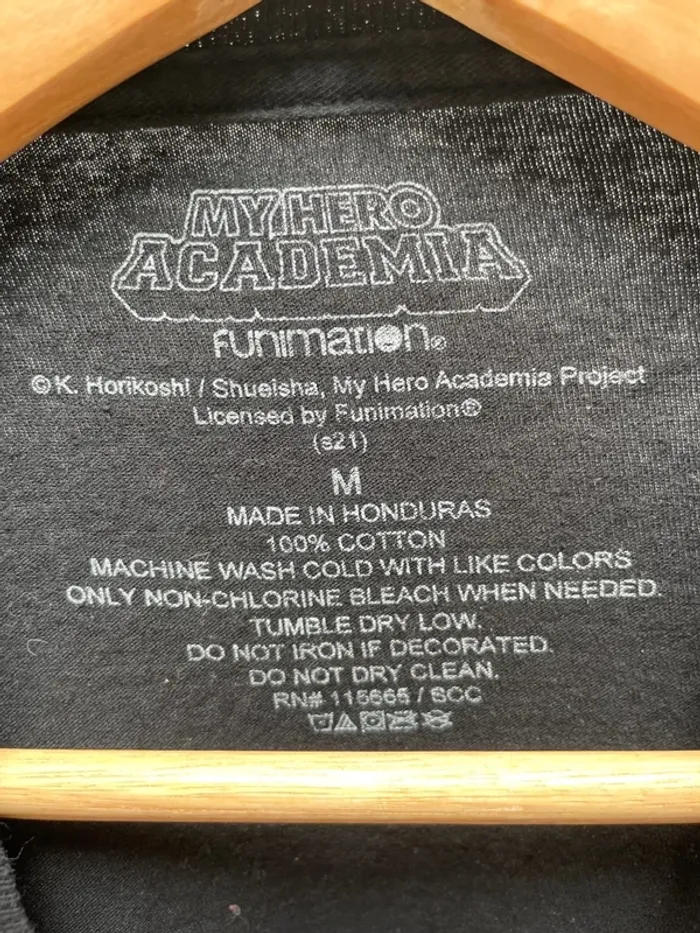 MY HERO
ACADEMIA
FUNIMATION®
©K. Horikoshi / Shueisha, My Hero Academia Project
Licensed by Funimation®
(s21)
M
MADE IN HONDURAS
100% COTTON
MACHINE WASH COLD WITH LIKE COLORS
ONLY NON-CHLORINE BLEACH WHEN NEEDED.
TUMBLE DRY LOW.
DO NOT IRON IF DECORATED.
DO NOT DRY CLEAN.
RN# 115665 / SCC